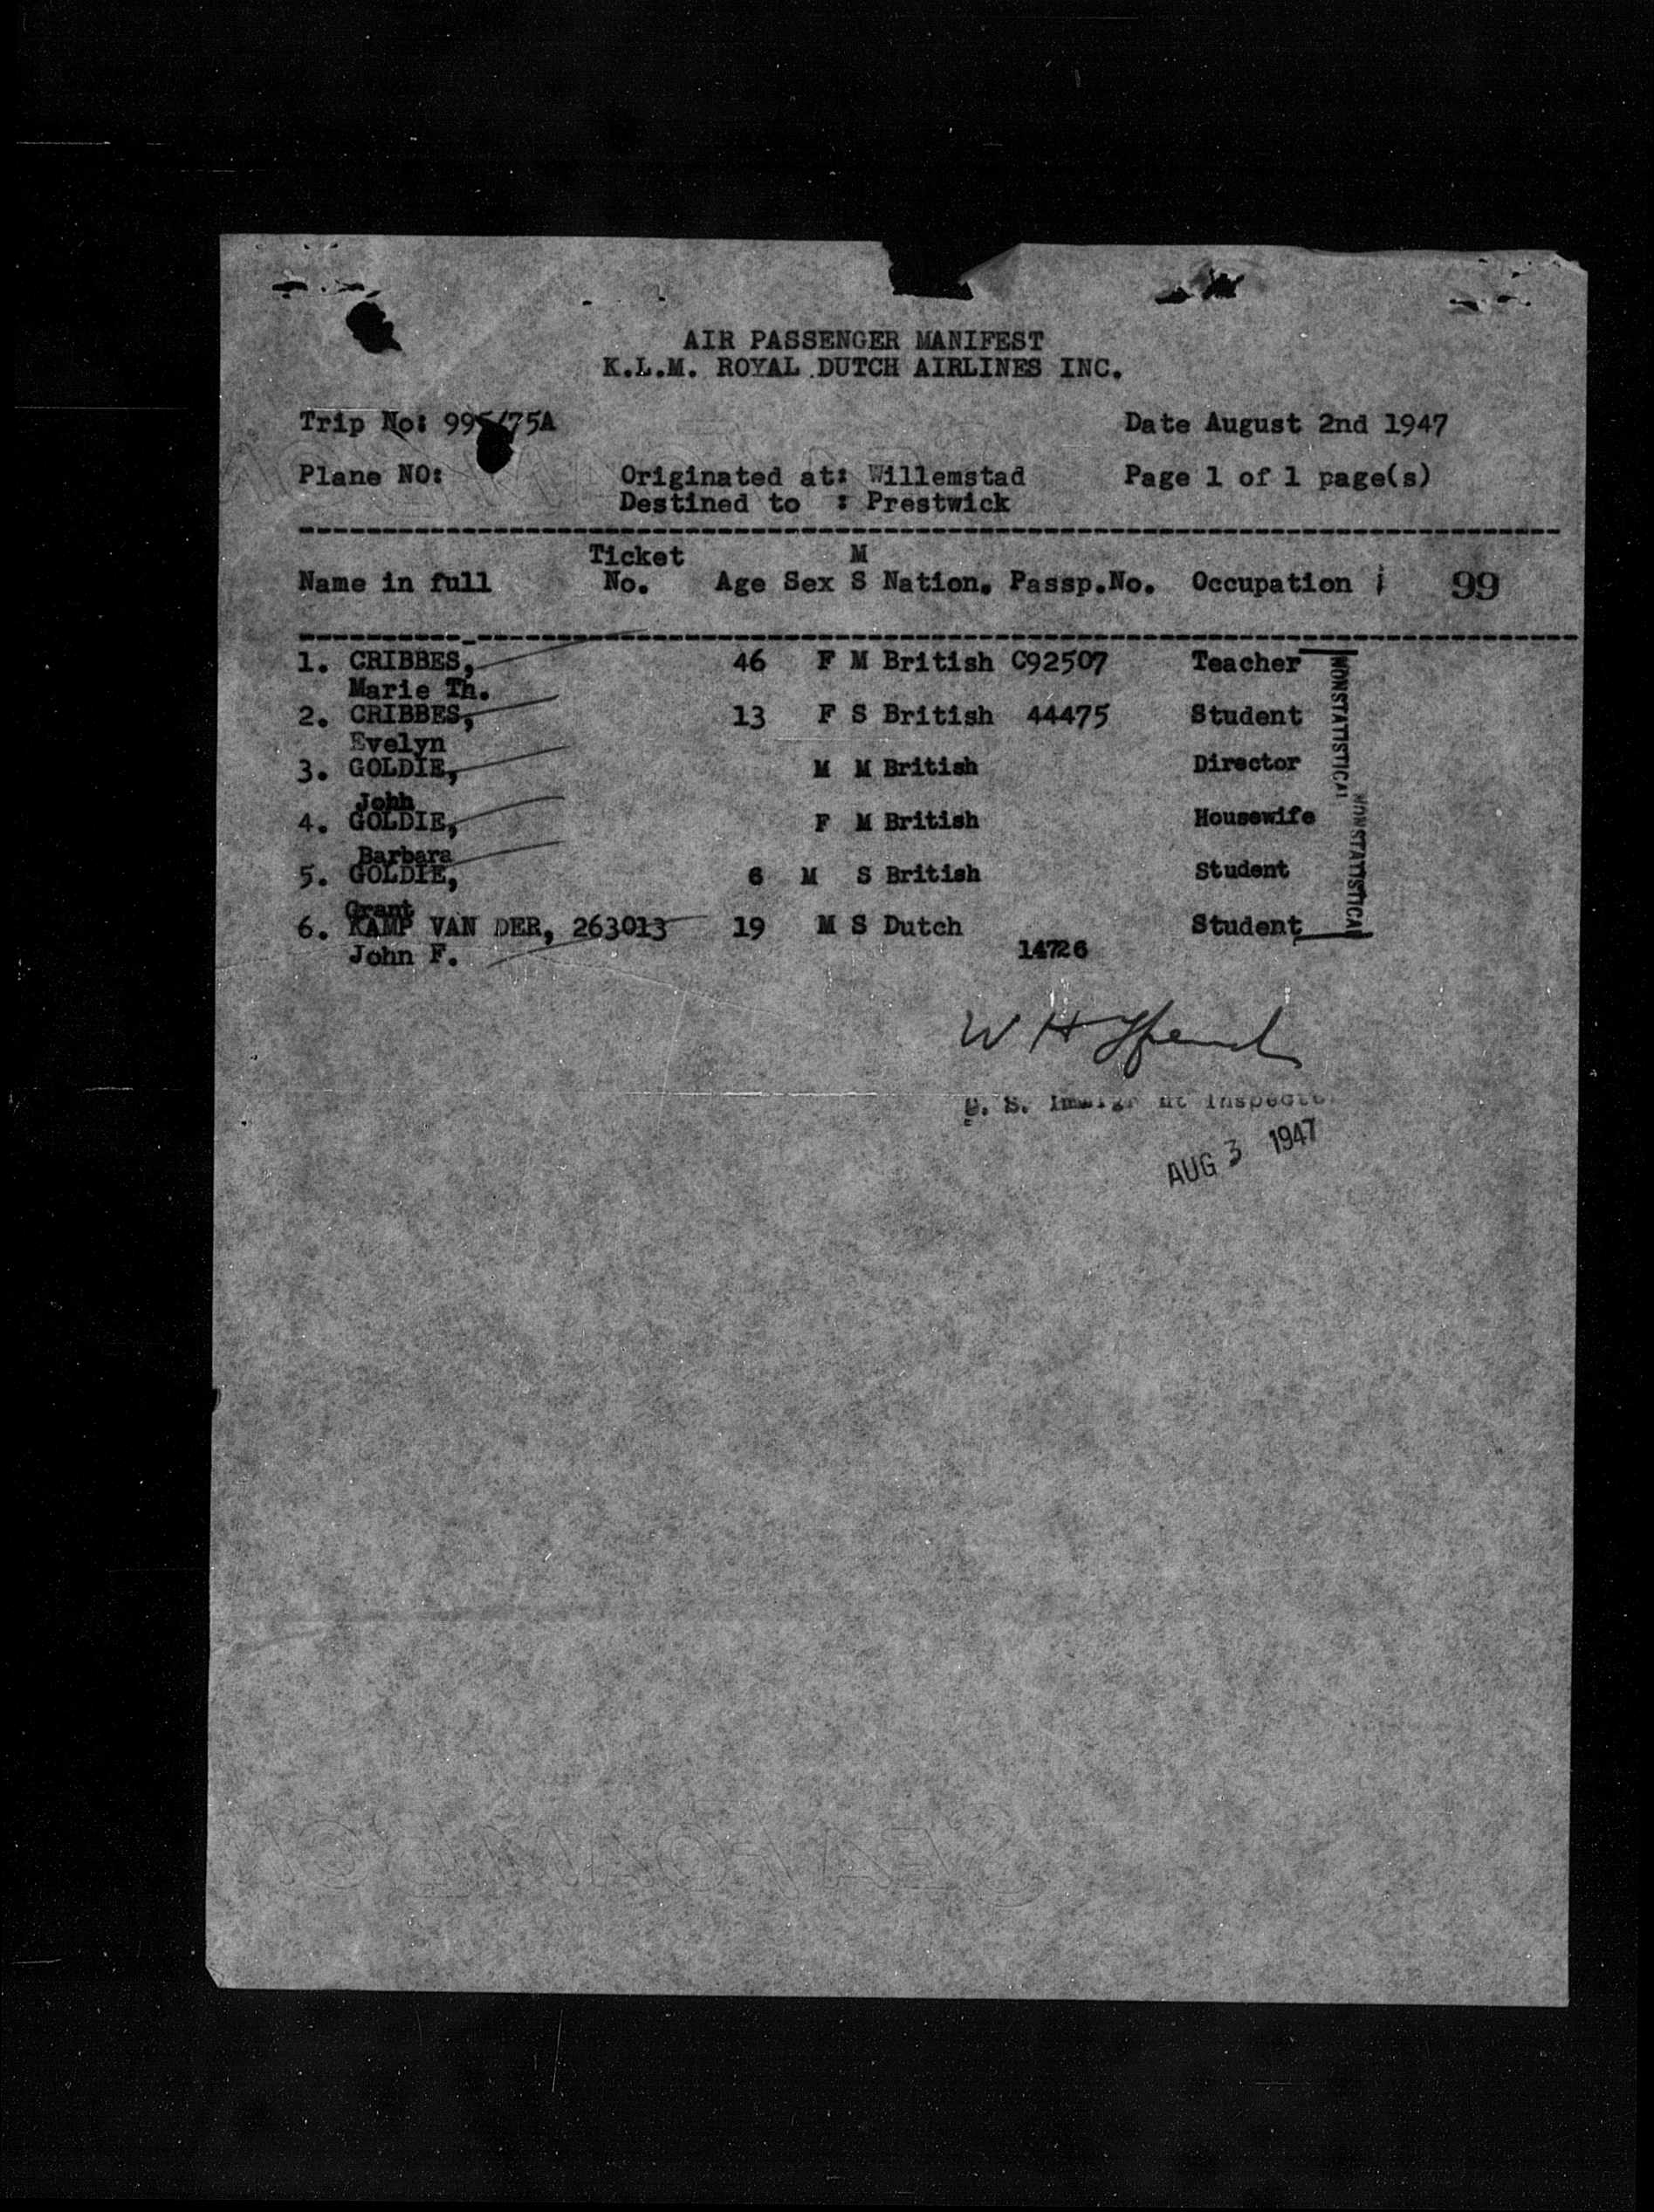 AIR PASSENGER MANIFEST
K.L.M. ROYAL DUTCH AIRLINES INC.
Trip No: 995/75A
Date August 2nd 1947
Plane NO:
Originated at: Willemstad
Page 1 of 1 page(s)
Destined to : Prestwick
Ticket M
Name in full No. Age Sex S Nation. Passp.No. Occupation 99
1. CRIBBES, 46 F M British C92507 Teacher
Marie Th.
2. CRIBBES, 13 F S British 44475 Student
Evelyn
3. GOLDIE, M M British Director
John
4. GOLDIE, F M British Housewife
Barbara
5. GOLDIE, 6 M S British Student
Grant
6. KAMP VAN DER, 263013 19 M S Dutch Student
John F. 14726
NONSTATISTICAL
NONSTATISTICAL
W H
U. S. Immigrant Inspector
AUG 3 1947